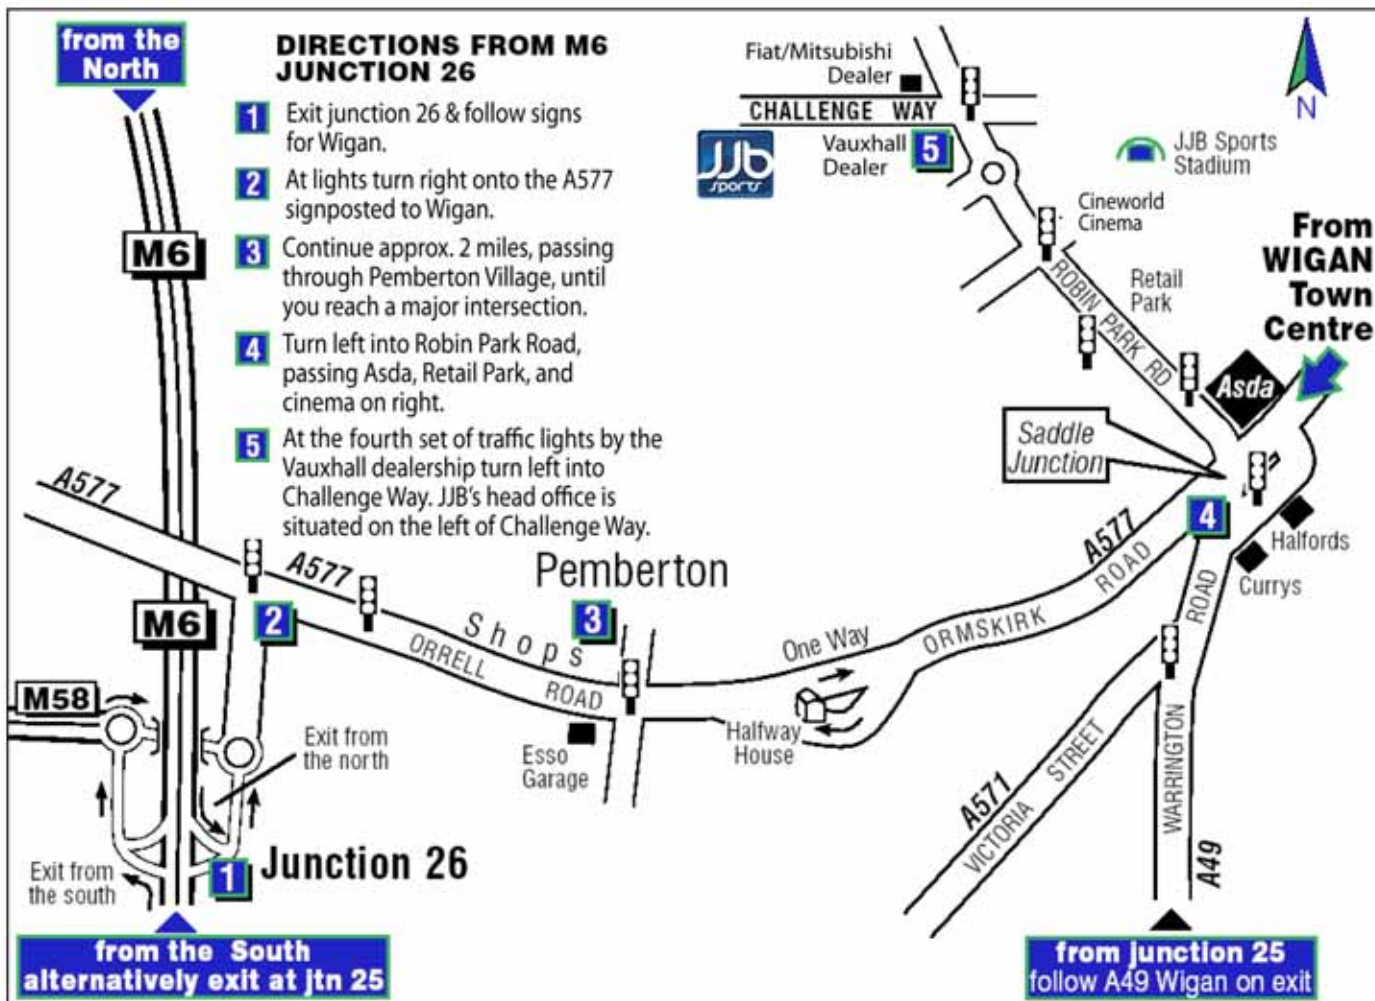 from the
North
DIRECTIONS FROM M6
JUNCTION 26
1 Exit junction 26 & follow signs
for Wigan.
2 At lights turn right onto the A577
signposted to Wigan.
3 Continue approx. 2 miles, passing
through Pemberton Village, until
you reach a major intersection.
4 Turn left into Robin Park Road,
passing Asda, Retail Park, and
cinema on right.
5 At the fourth set of traffic lights by the
Vauxhall dealership turn left into
Challenge Way. JJB's head office is
situated on the left of Challenge Way.
Fiat/Mitsubishi
Dealer
CHALLENGE WAY
JJb
sports
Vauxhall
Dealer
5
N
JJB Sports
Stadium
Cineworld
Cinema
From
WIGAN
Town
Centre
Retail
Park
ROBIN PARK RD
Asda
Saddle
Junction
M6
A577
A577
Pemberton
A577
4
Halfords
Currys
M6
2
Shops
3
ORRELL ROAD
One Way
ORMSKIRK ROAD
ROAD
M58
Exit from
the north
Esso
Garage
Halfway
House
A571
VICTORIA STREET
WARRINGTON
A49
Exit from
the south
1
Junction 26
from the South
alternatively exit at jtn 25
from junction 25
follow A49 Wigan on exit